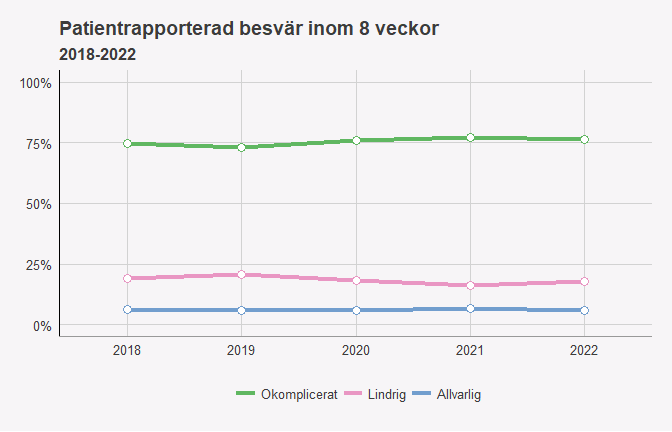 Patientrapporterad besvär inom 8 veckor
2018-2022
100%
75%
50%
25%
0%
2018 2019 2020 2021 2022
Okomplicerat Lindrig Allvarlig